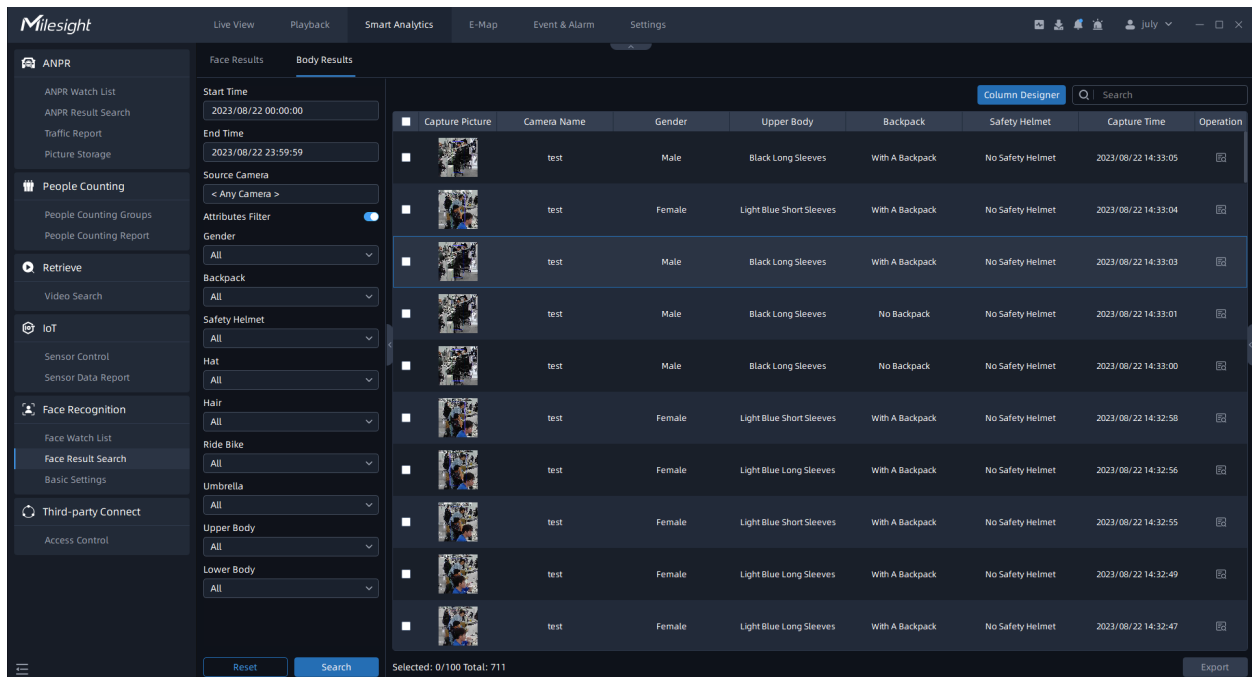 Milesight
Live View Playback Smart Analytics E-Map Event & Alarm Settings july
ANPR
ANPR Watch List
ANPR Result Search
Traffic Report
Picture Storage
People Counting
People Counting Groups
People Counting Report
Retrieve
Video Search
IoT
Sensor Control
Sensor Data Report
Face Recognition
Face Watch List
Face Result Search
Basic Settings
Third-party Connect
Access Control
Face Results Body Results
Start Time
2023/08/22 00:00:00
End Time
2023/08/22 23:59:59
Source Camera
< Any Camera >
Attributes Filter
Gender
All
Backpack
All
Safety Helmet
All
Hat
All
Hair
All
Ride Bike
All
Umbrella
All
Upper Body
All
Lower Body
All
Reset Search
Column Designer Search
Capture Picture Camera Name Gender Upper Body Backpack Safety Helmet Capture Time Operation
test Male Black Long Sleeves With A Backpack No Safety Helmet 2023/08/22 14:33:05
test Female Light Blue Short Sleeves With A Backpack No Safety Helmet 2023/08/22 14:33:04
test Male Black Long Sleeves With A Backpack No Safety Helmet 2023/08/22 14:33:03
test Male Black Long Sleeves No Backpack No Safety Helmet 2023/08/22 14:33:01
test Male Black Long Sleeves No Backpack No Safety Helmet 2023/08/22 14:33:00
test Female Light Blue Short Sleeves With A Backpack No Safety Helmet 2023/08/22 14:32:58
test Female Light Blue Long Sleeves With A Backpack No Safety Helmet 2023/08/22 14:32:56
test Female Light Blue Short Sleeves With A Backpack No Safety Helmet 2023/08/22 14:32:55
test Female Light Blue Long Sleeves With A Backpack No Safety Helmet 2023/08/22 14:32:49
test Female Light Blue Long Sleeves With A Backpack No Safety Helmet 2023/08/22 14:32:47
Selected: 0/100 Total: 711 Export